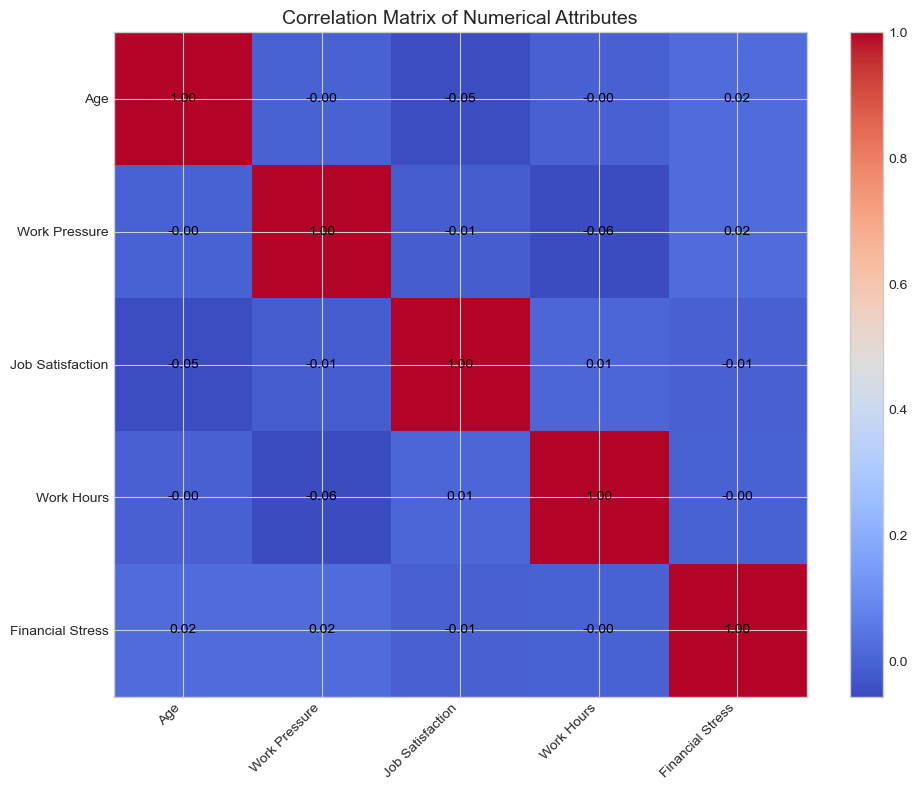 Correlation Matrix of Numerical Attributes
1.0
Age 1.00 -0.00 -0.05 -0.00 0.02
0.8
Work Pressure -0.00 1.00 -0.01 -0.06 0.02
0.6
Job Satisfaction -0.05 -0.01 1.00 0.01 -0.01
0.4
Work Hours -0.00 -0.06 0.01 1.00 -0.00
0.2
Financial Stress 0.02 0.02 -0.01 -0.00 1.00
0.0
Age
Work Pressure
Job Satisfaction
Work Hours
Financial Stress